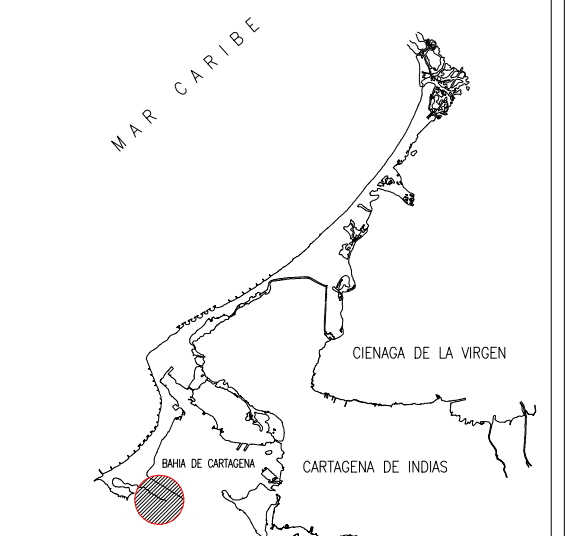 MAR CARIBE
CIENAGA DE LA VIRGEN
BAHIA DE CARTAGENA
CARTAGENA DE INDIAS